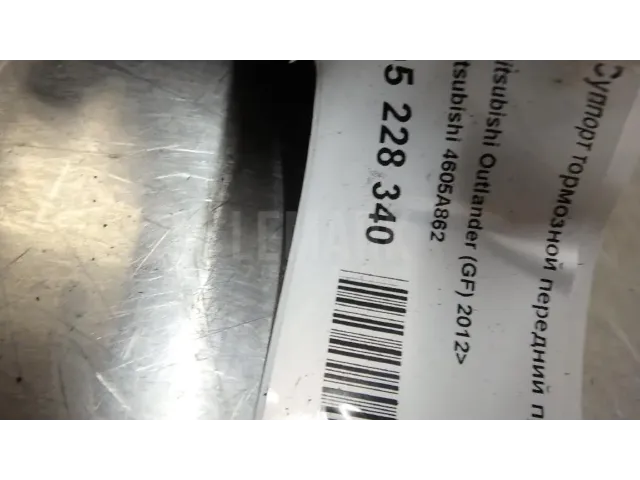 Суппорт тормозной передний
itsubishi Outlander (GF) 2012>
tsubishi 4605A862
5 228 340